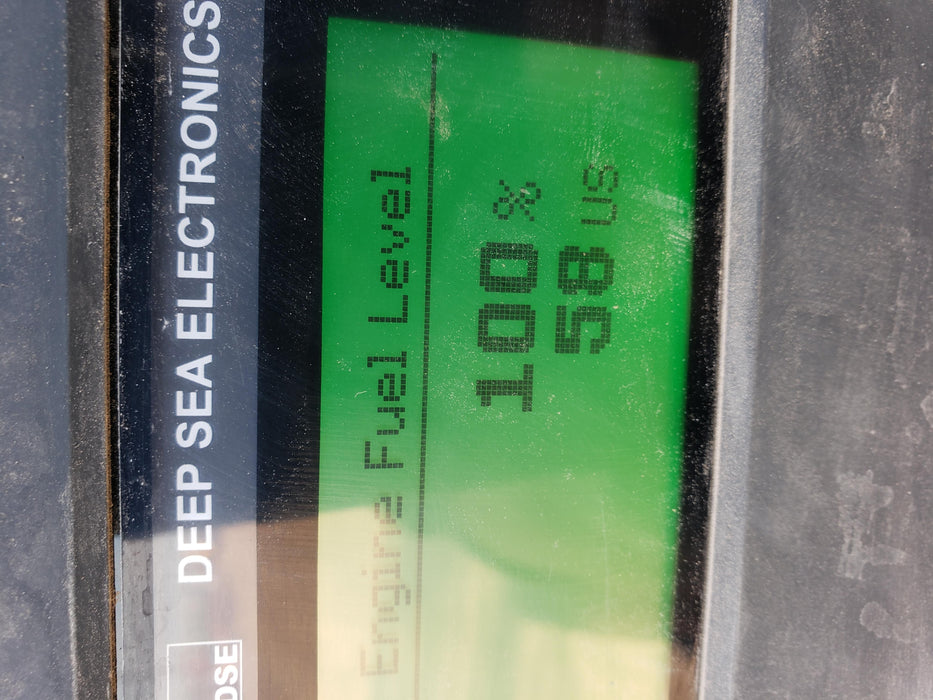 DEEP SEA ELECTRONICS
Engine Fuel Level
100 %
58 US